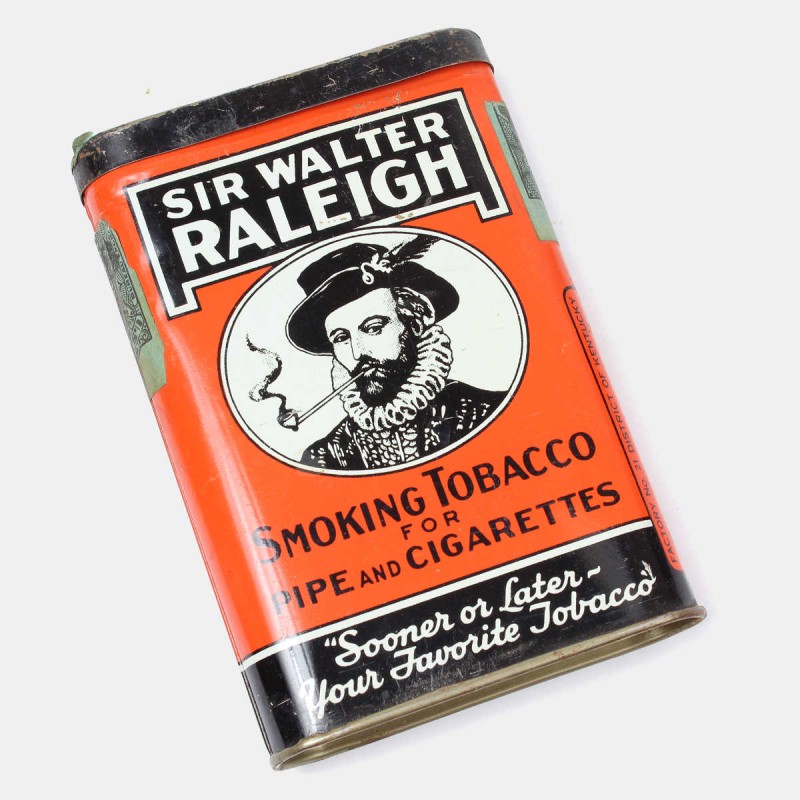 SIR WALTER
RALEIGH
SMOKING TOBACCO
FOR
PIPE AND CIGARETTES
"Sooner or Later-
Your Favorite Tobacco"
FACTORY NO. 21 DISTRICT OF KENTUCKY